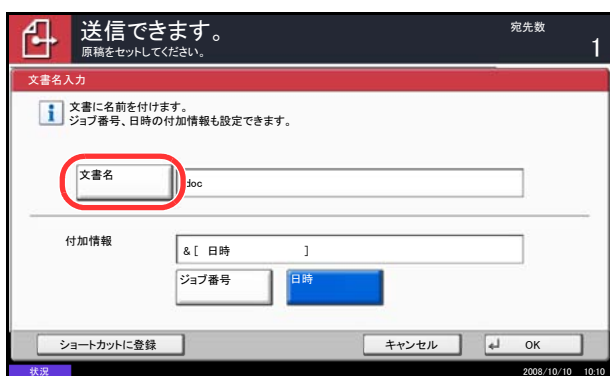 送信できます。
原稿をセットしてください。
宛先数
1
文書名入力
文書に名前を付けます。
ジョブ番号、日時の付加情報も設定できます。
文書名
doc
付加情報
&[ 日時 ]
ジョブ番号
日時
ショートカットに登録
キャンセル
OK
状況
2008/10/10 10:10